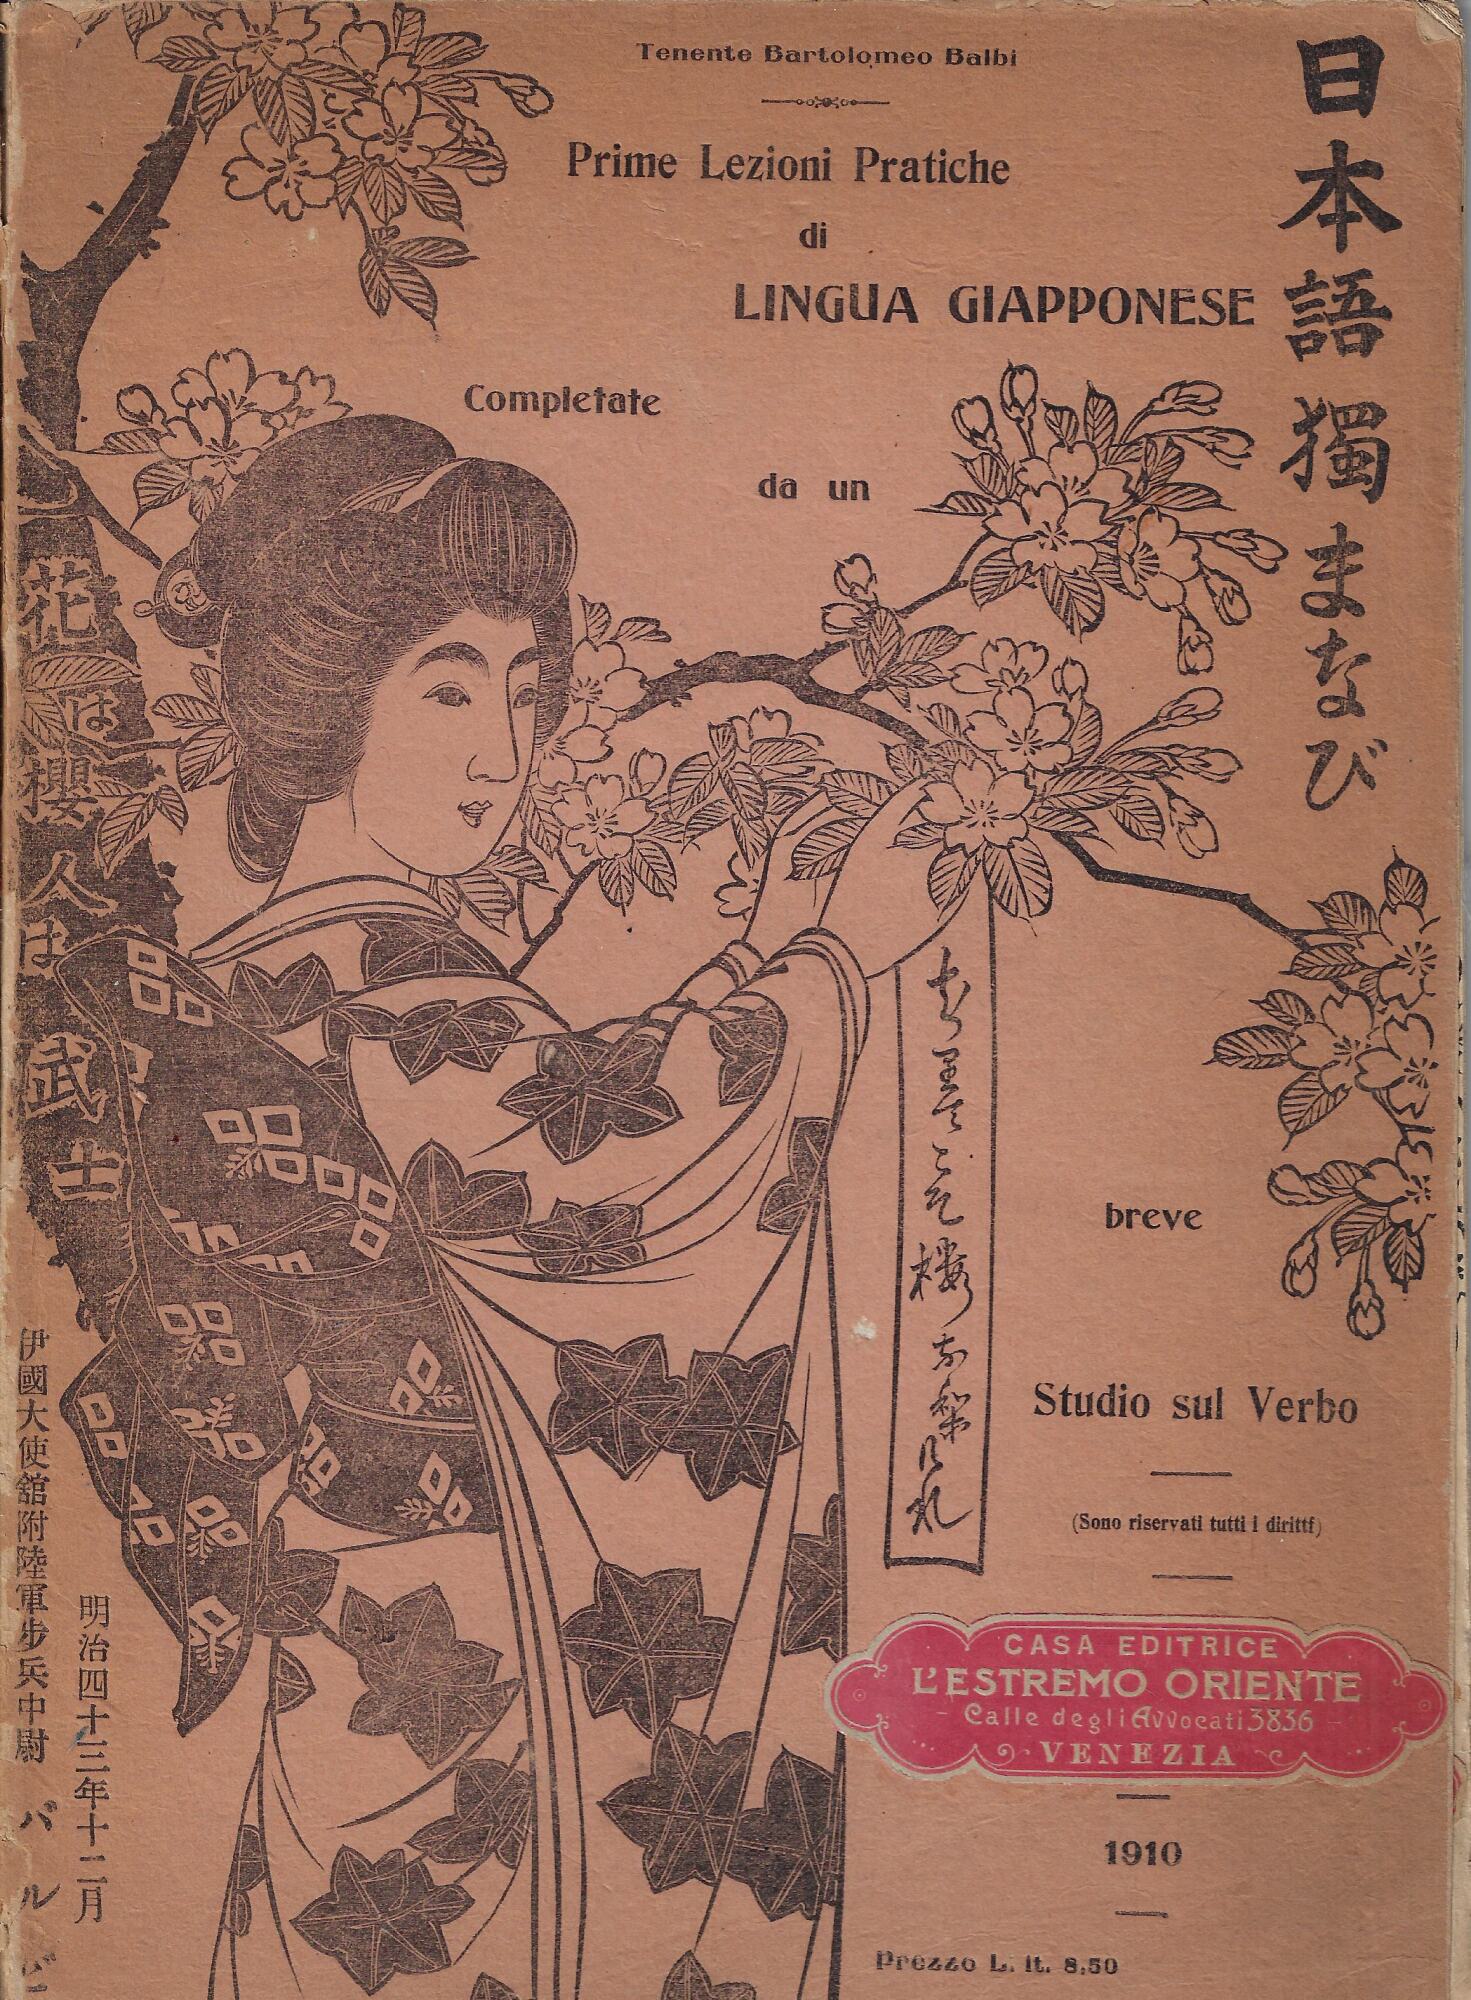 Tenente Bartolomeo Balbi
Prime Lezioni Pratiche
di
LINGUA GIAPPONESE
Completate
da un
breve
Studio sul Verbo
(Sono riservati tutti i diritti)
CASA EDITRICE
L'ESTREMO ORIENTE
Calle degli Avvocati 3836
VENEZIA
1910
Prezzo L. it. 8,50
日本語獨まなび
花は櫻人は武士
明治四十三年十二月
伊國大使舘附陸軍步兵中尉 バルビ